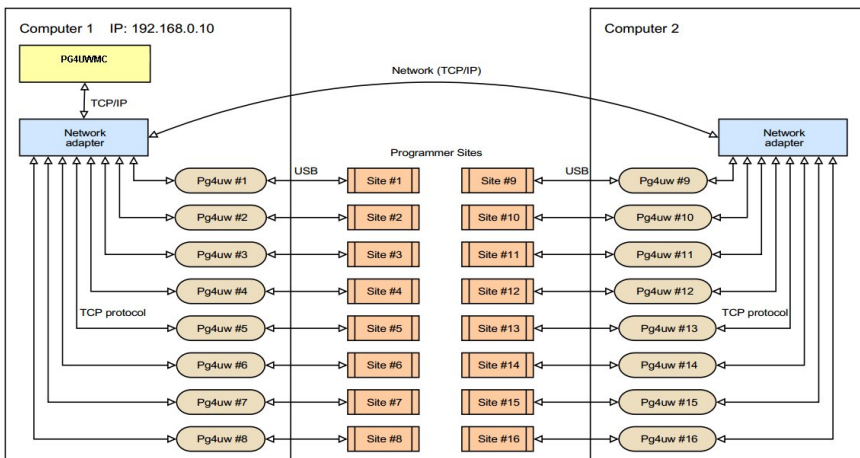 Computer 1 IP: 192.168.0.10
Computer 2
PG4UWMC
TCP/IP
Network (TCP/IP)
Network
adapter
Network
adapter
Programmer Sites
USB
USB
Pg4uw #1
Site #1
Site #9
Pg4uw #9
Pg4uw #2
Site #2
Site #10
Pg4uw #10
Pg4uw #3
Site #3
Site #11
Pg4uw #11
Pg4uw #4
Site #4
Site #12
Pg4uw #12
TCP protocol
TCP protocol
Pg4uw #5
Site #5
Site #13
Pg4uw #13
Pg4uw #6
Site #6
Site #14
Pg4uw #14
Pg4uw #7
Site #7
Site #15
Pg4uw #15
Pg4uw #8
Site #8
Site #16
Pg4uw #16